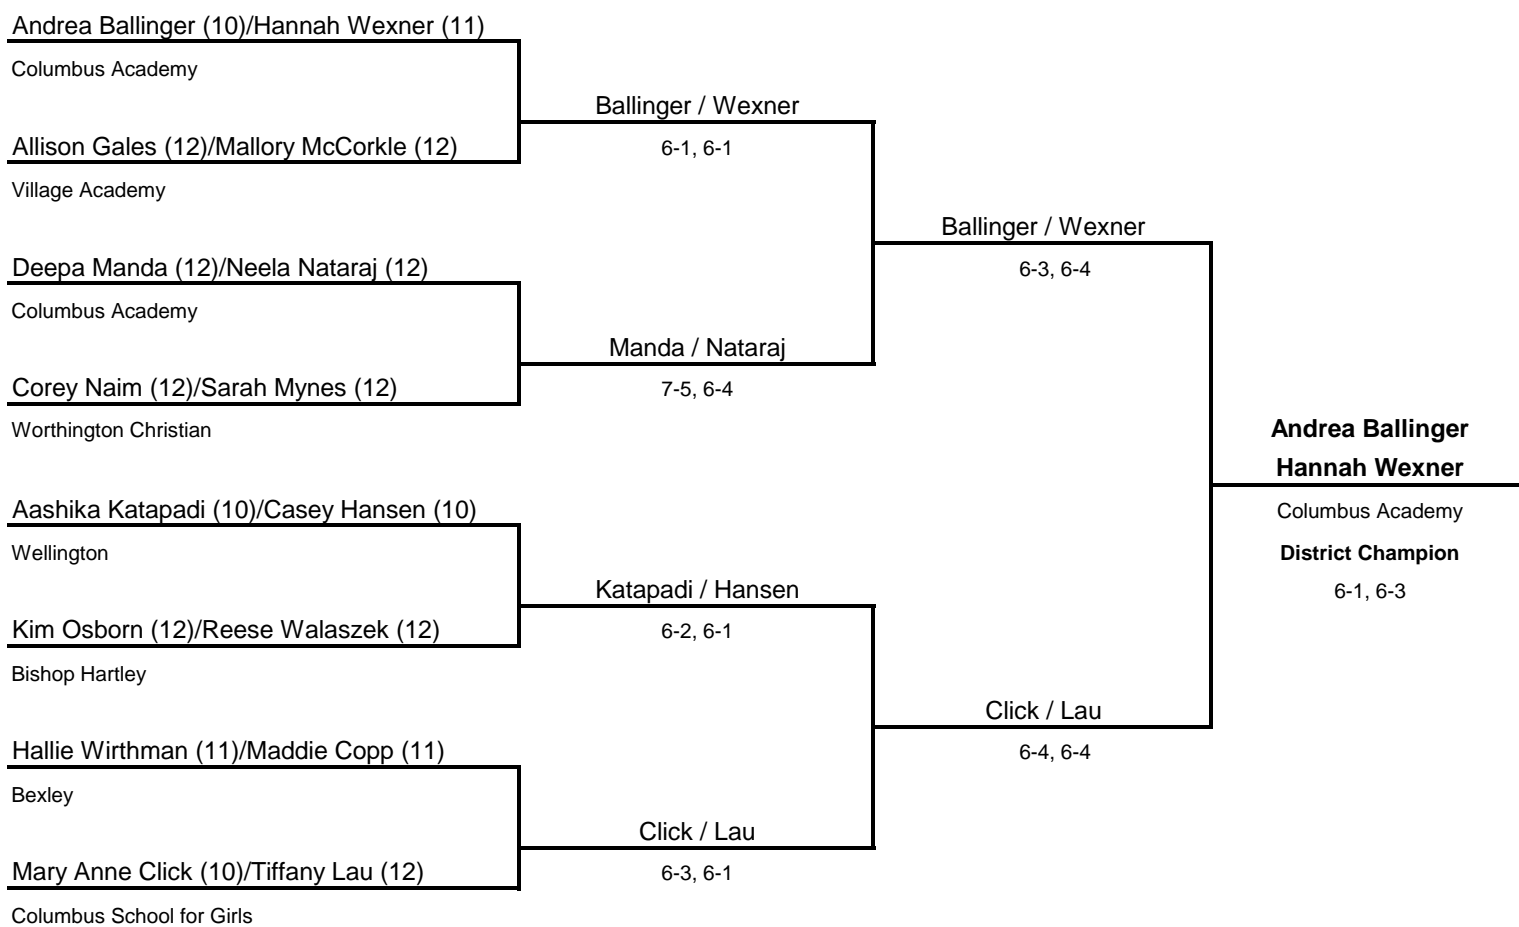 Andrea Ballinger (10)/Hannah Wexner (11)
Columbus Academy
Ballinger / Wexner
Allison Gales (12)/Mallory McCorkle (12)
6-1, 6-1
Village Academy
Ballinger / Wexner
Deepa Manda (12)/Neela Nataraj (12)
6-3, 6-4
Columbus Academy
Manda / Nataraj
Corey Naim (12)/Sarah Mynes (12)
7-5, 6-4
Worthington Christian
Andrea Ballinger
Hannah Wexner
Aashika Katapadi (10)/Casey Hansen (10)
Columbus Academy
Wellington
District Champion
Katapadi / Hansen
6-1, 6-3
Kim Osborn (12)/Reese Walaszek (12)
6-2, 6-1
Bishop Hartley
Click / Lau
Hallie Wirthman (11)/Maddie Copp (11)
6-4, 6-4
Bexley
Click / Lau
Mary Anne Click (10)/Tiffany Lau (12)
6-3, 6-1
Columbus School for Girls